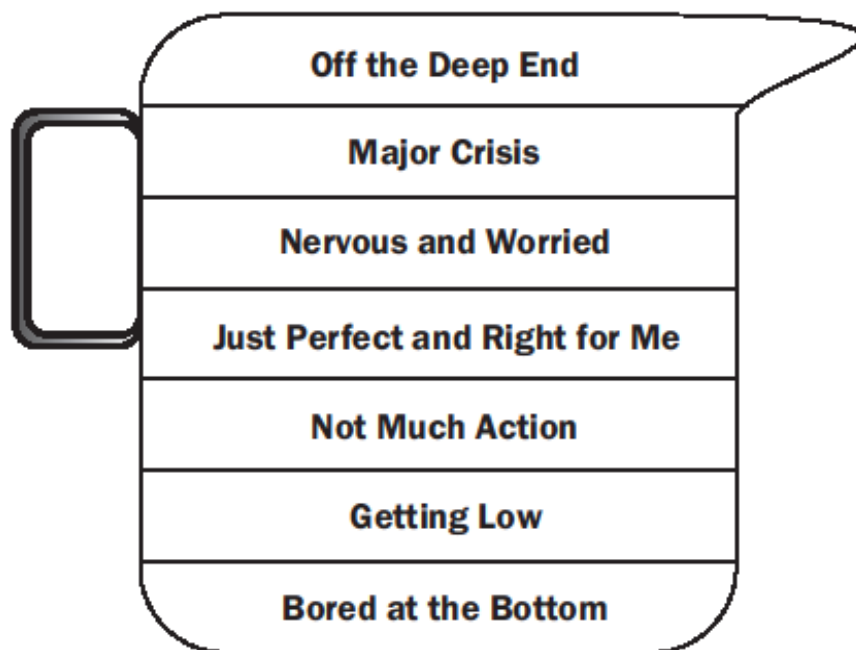 Off the Deep End
Major Crisis
Nervous and Worried
Just Perfect and Right for Me
Not Much Action
Getting Low
Bored at the Bottom